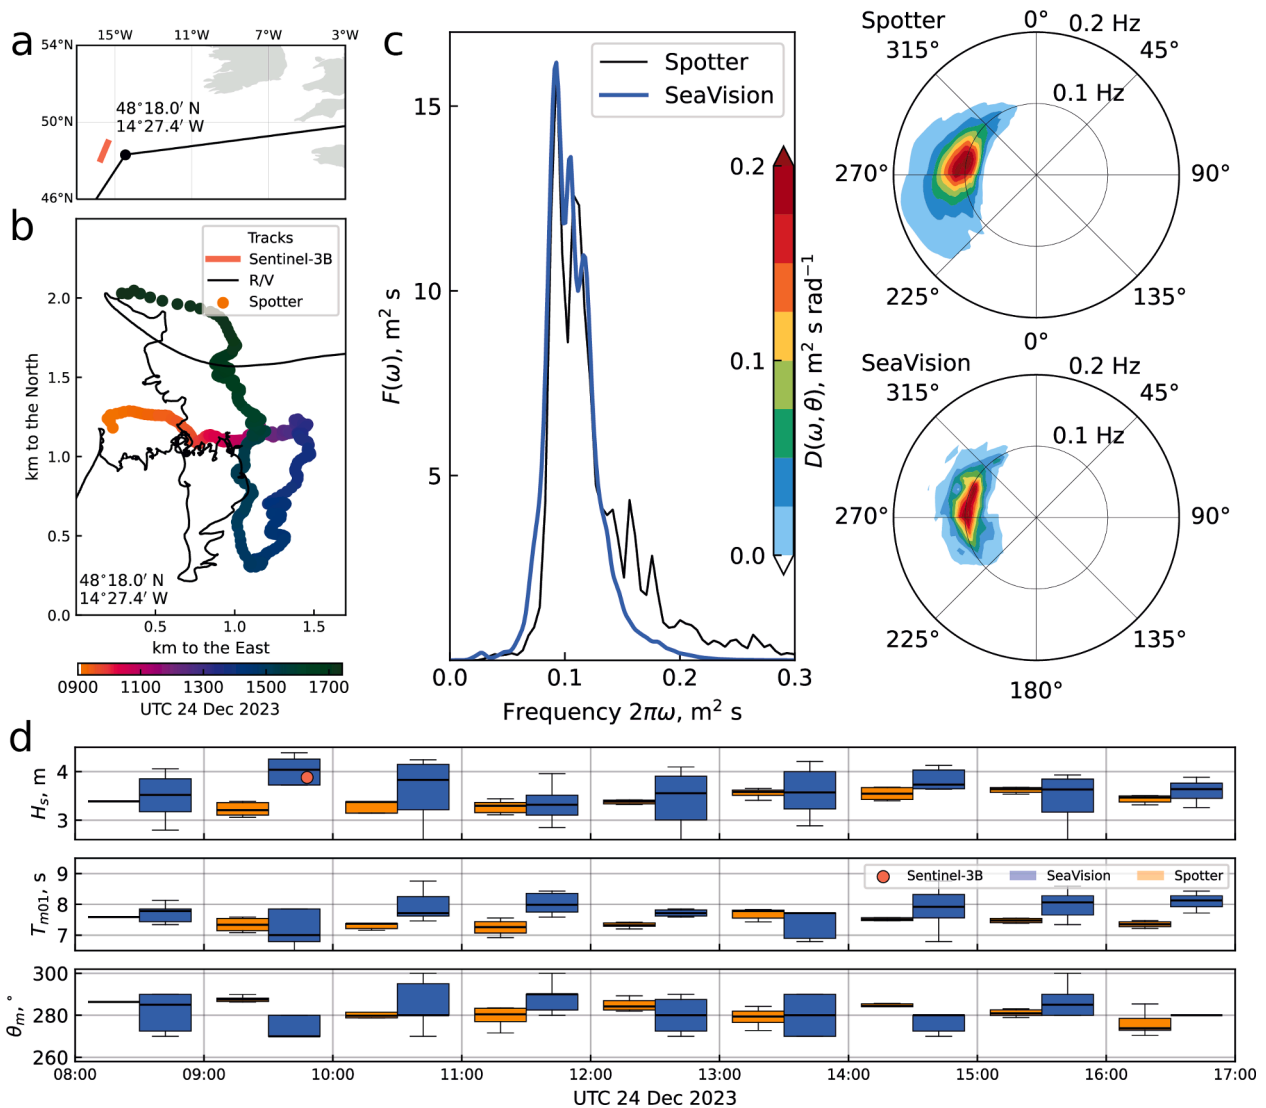 a
15°W 11°W 7°W 3°W
54°N
50°N
46°N
48°18.0′ N
14°27.4′ W
b
Tracks
Sentinel-3B
R/V
Spotter
km to the North
2.0
1.5
1.0
0.5
0.0
48°18.0′ N
14°27.4′ W
0.5 1.0 1.5
km to the East
0900 1100 1300 1500 1700
UTC 24 Dec 2023
c
Spotter
SeaVision
F(ω), m² s
15
10
5
0.0 0.1 0.2 0.3
Frequency 2πω, m² s
0.2
0.1
0.0
D(ω, θ), m² s rad⁻¹
Spotter
0° 0.2 Hz
315° 45°
0.1 Hz
270° 90°
225° 135°
0°
SeaVision
0.2 Hz
315° 45°
0.1 Hz
270° 90°
225° 135°
180°
d
Hₛ, m
4
3
Tₘ₀₁, s
9
8
7
Sentinel-3B SeaVision Spotter
θₘ, °
300
280
260
08:00 09:00 10:00 11:00 12:00 13:00 14:00 15:00 16:00 17:00
UTC 24 Dec 2023